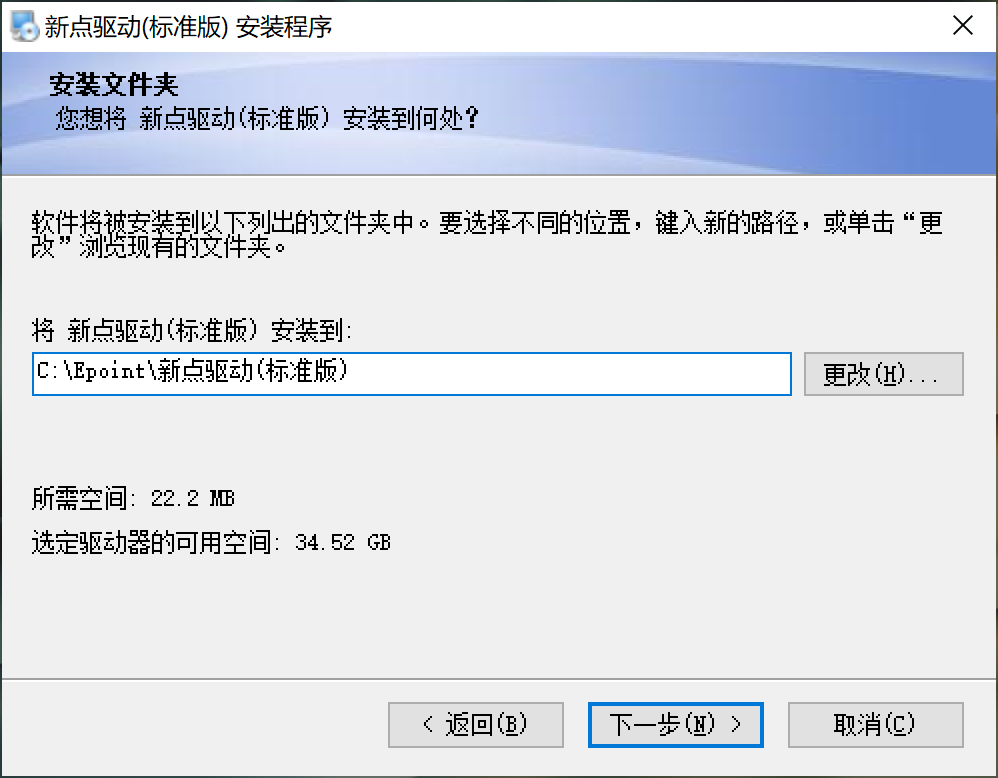 新点驱动(标准版) 安装程序
安装文件夹
您想将 新点驱动(标准版) 安装到何处?
软件将被安装到以下列出的文件夹中。要选择不同的位置，键入新的路径，或单击“更
改”浏览现有的文件夹。
将 新点驱动(标准版) 安装到:
C:\Epoint\新点驱动(标准版)
更改(H)...
所需空间: 22.2 MB
选定驱动器的可用空间: 34.52 GB
< 返回(B)
下一步(N) >
取消(C)